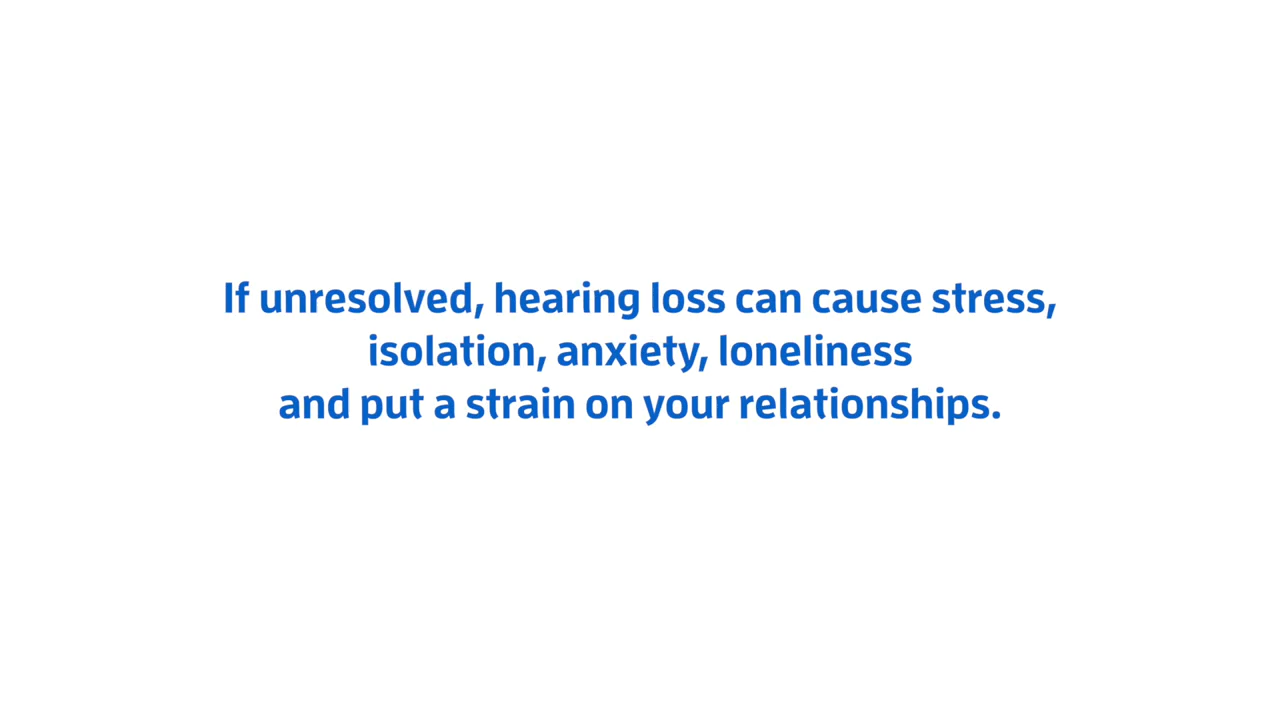 If unresolved, hearing loss can cause stress,
isolation, anxiety, loneliness
and put a strain on your relationships.